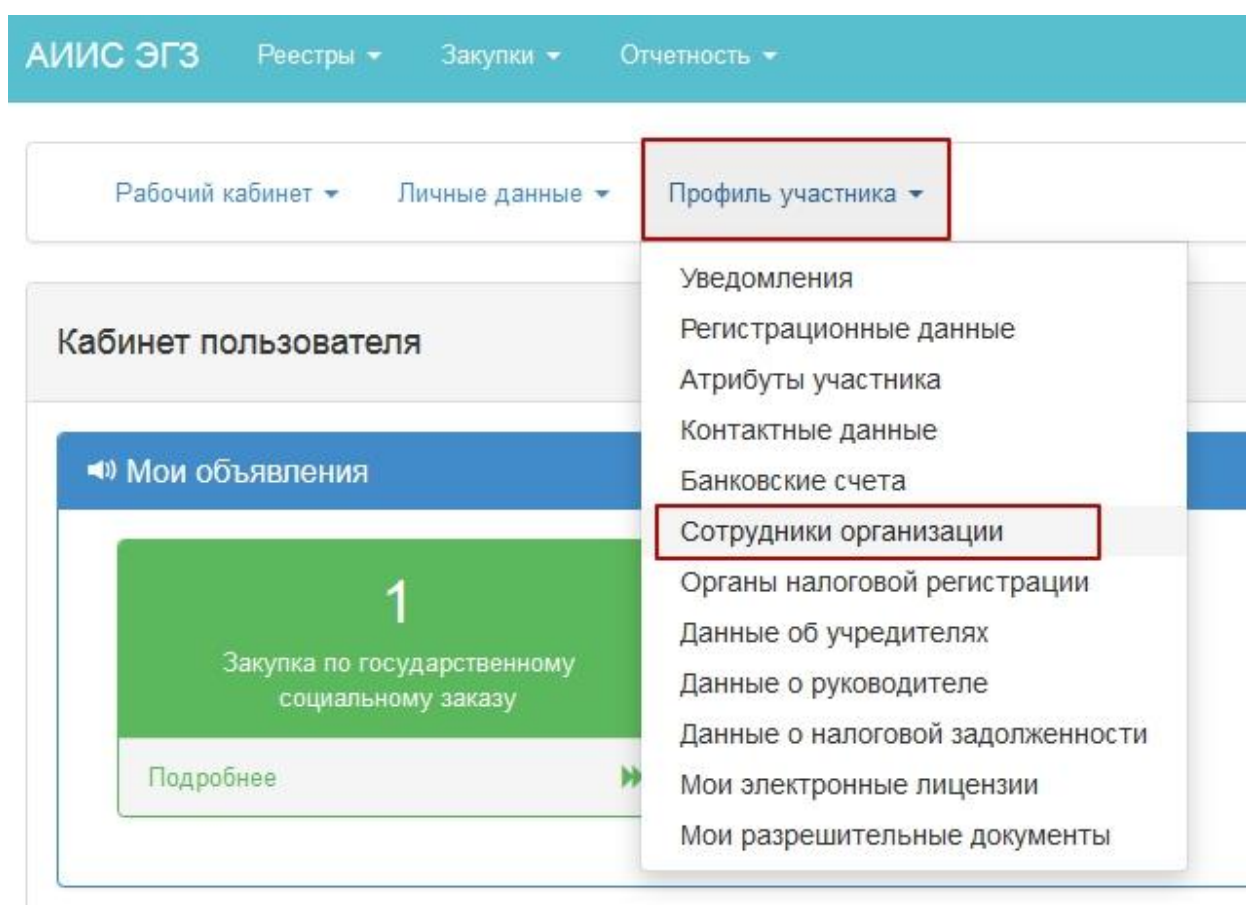 АИИС ЭГЗ Реестры Закупки Отчетность
Рабочий кабинет Личные данные Профиль участника
Уведомления
Регистрационные данные
Атрибуты участника
Контактные данные
Банковские счета
Сотрудники организации
Органы налоговой регистрации
Данные об учредителях
Данные о руководителе
Данные о налоговой задолженности
Мои электронные лицензии
Мои разрешительные документы
Кабинет пользователя
Мои объявления
1
Закупка по государственному
социальному заказу
Подробнее